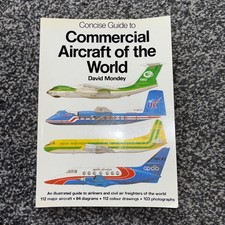 Concise Guide to
Commercial
Aircraft of the
World
David Mondey
An illustrated guide to airliners and civil air freighters of the world
112 major aircraft • 84 diagrams • 112 colour drawings • 103 photographs